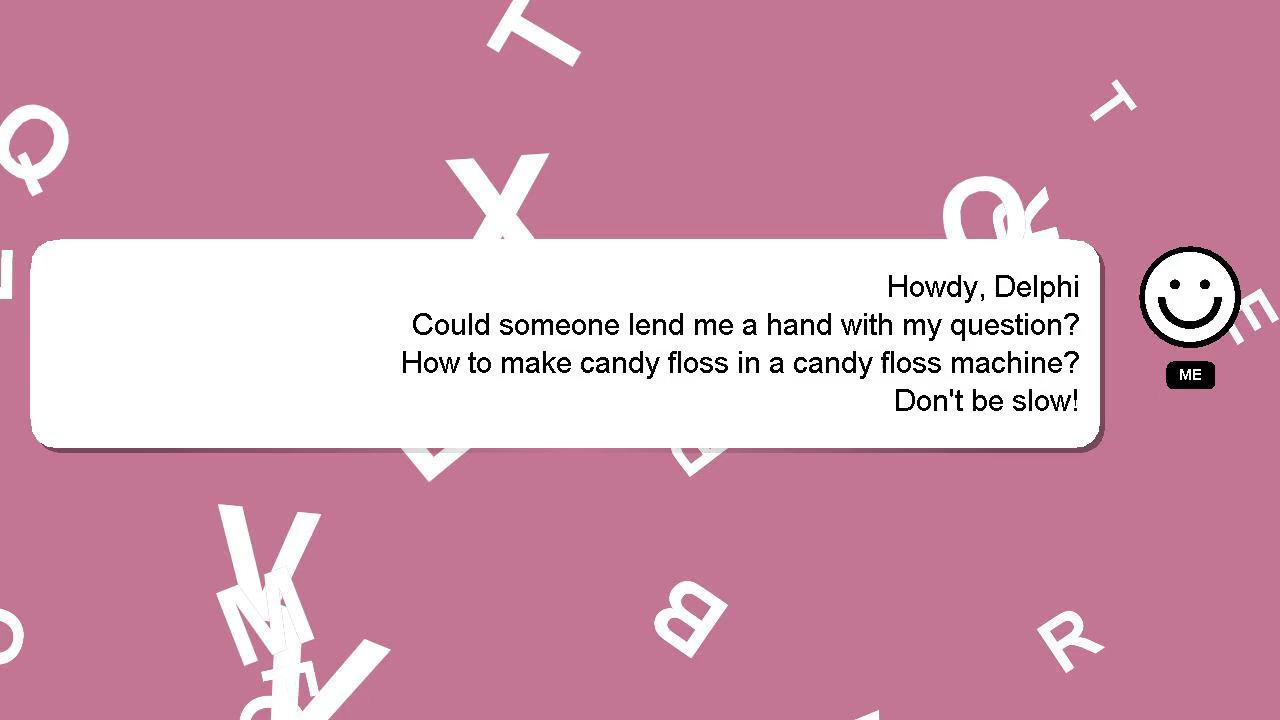 Howdy, Delphi
Could someone lend me a hand with my question?
How to make candy floss in a candy floss machine?
Don't be slow!
ME
T
T
Q
X
Q
E
V
M
B
R
V